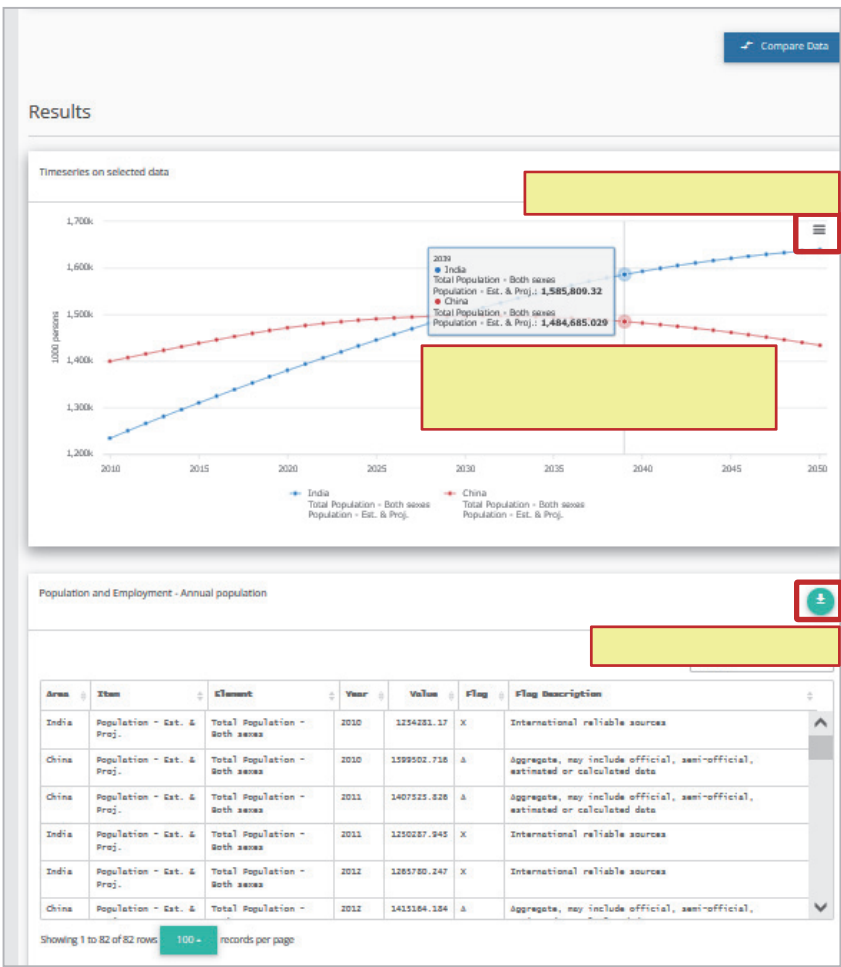 Compare Data
Results
Timeseries on selected data
1,700k
1,600k
1,500k
1,400k
1,300k
1,200k
1000 persons
2039
India
Total Population - Both sexes
Population - Est. & Proj.: 1,585,809.32
China
Total Population - Both sexes
Population - Est. & Proj.: 1,484,685.029
2010 2015 2020 2025 2030 2035 2040 2045 2050
India China
Total Population - Both sexes Total Population - Both sexes
Population - Est. & Proj. Population - Est. & Proj.
Population and Employment - Annual population
Area Item Element Year Value Flag Flag Description
India Population - Est. & Total Population - 2010 1234281.17 X International reliable sources
Proj. Both sexes
China Population - Est. & Total Population - 2010 1399502.716 A Aggregate, may include official, semi-official,
Proj. Both sexes estimated or calculated data
China Population - Est. & Total Population - 2011 1407323.826 A Aggregate, may include official, semi-official,
Proj. Both sexes estimated or calculated data
India Population - Est. & Total Population - 2011 1250287.943 X International reliable sources
Proj. Both sexes
India Population - Est. & Total Population - 2012 1265780.247 X International reliable sources
Proj. Both sexes
China Population - Est. & Total Population - 2012 1415164.184 A Aggregate, may include official, semi-official,
Showing 1 to 82 of 82 rows 100 records per page